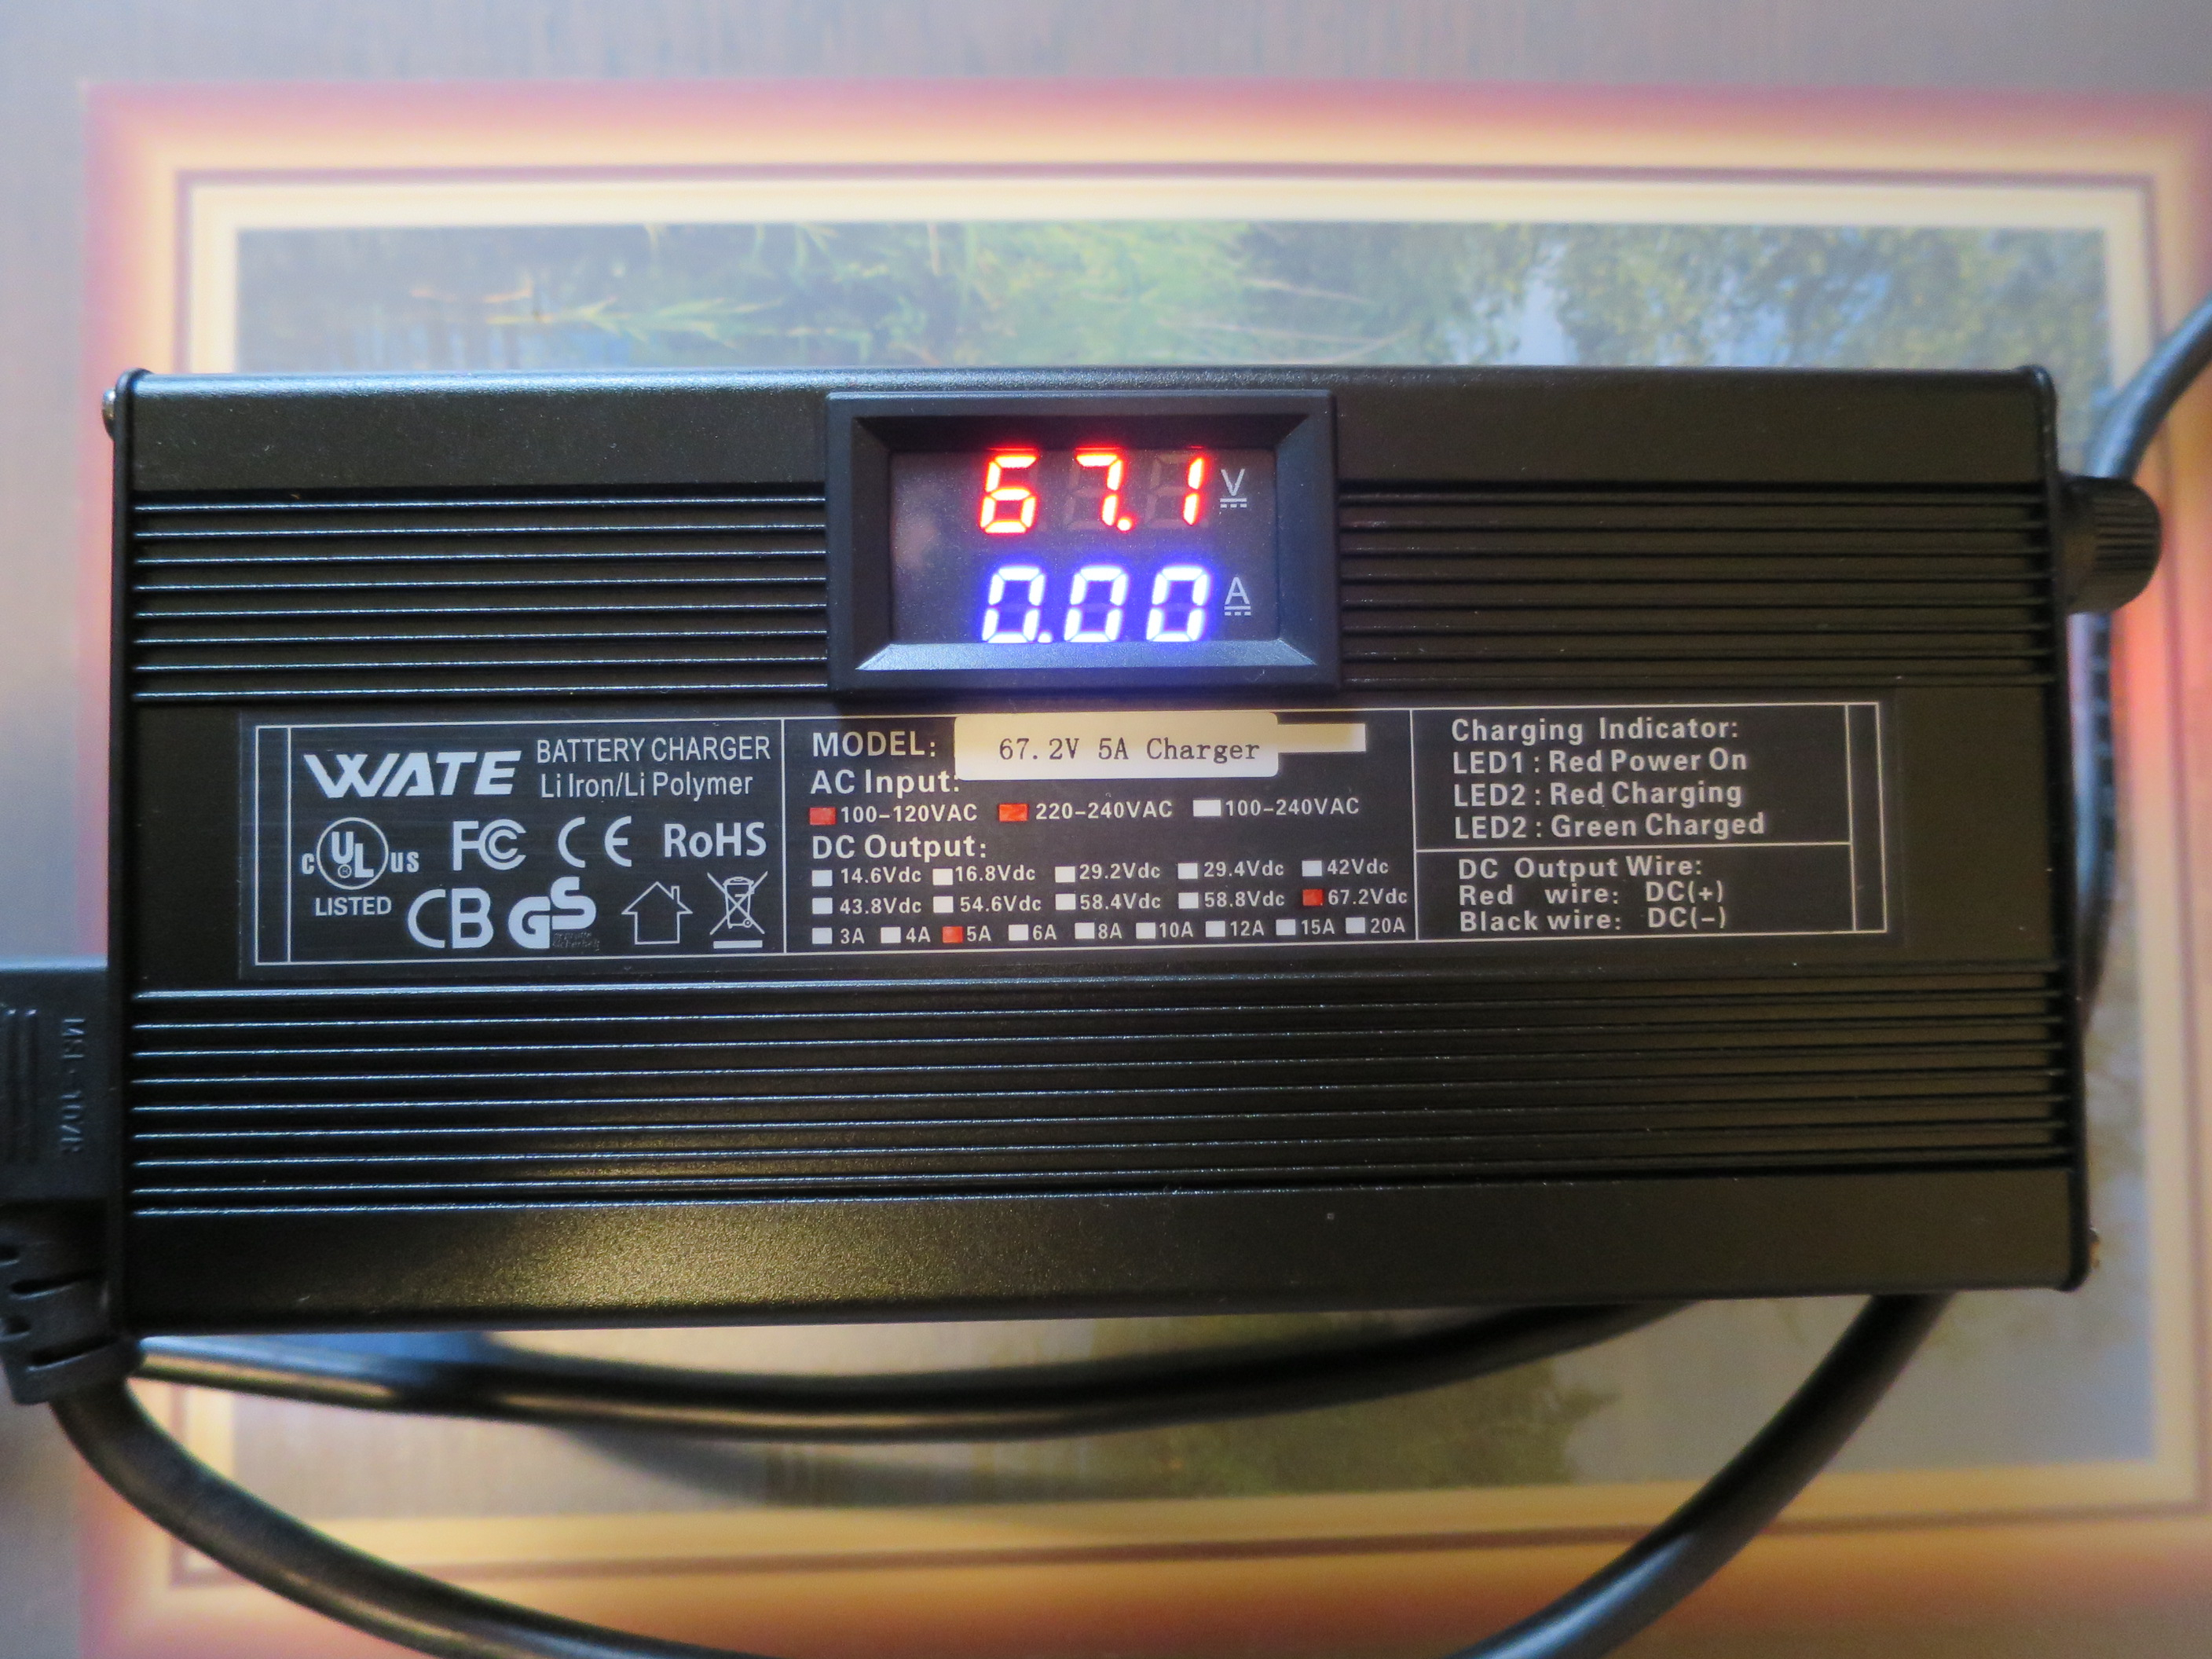 67.1 V
0.00 A
WATE BATTERY CHARGER
Li Iron/Li Polymer
c UL us
LISTED
FC CE RoHS
CB GS
MODEL: 67.2V 5A Charger
AC Input:
100-120VAC 220-240VAC 100-240VAC
DC Output:
14.6Vdc 16.8Vdc 29.2Vdc 29.4Vdc 42Vdc
43.8Vdc 54.6Vdc 58.4Vdc 58.8Vdc 67.2Vdc
3A 4A 5A 6A 8A 10A 12A 15A 20A
Charging Indicator:
LED1 : Red Power On
LED2 : Red Charging
LED2 : Green Charged
DC Output Wire:
Red wire: DC(+)
Black wire: DC(-)